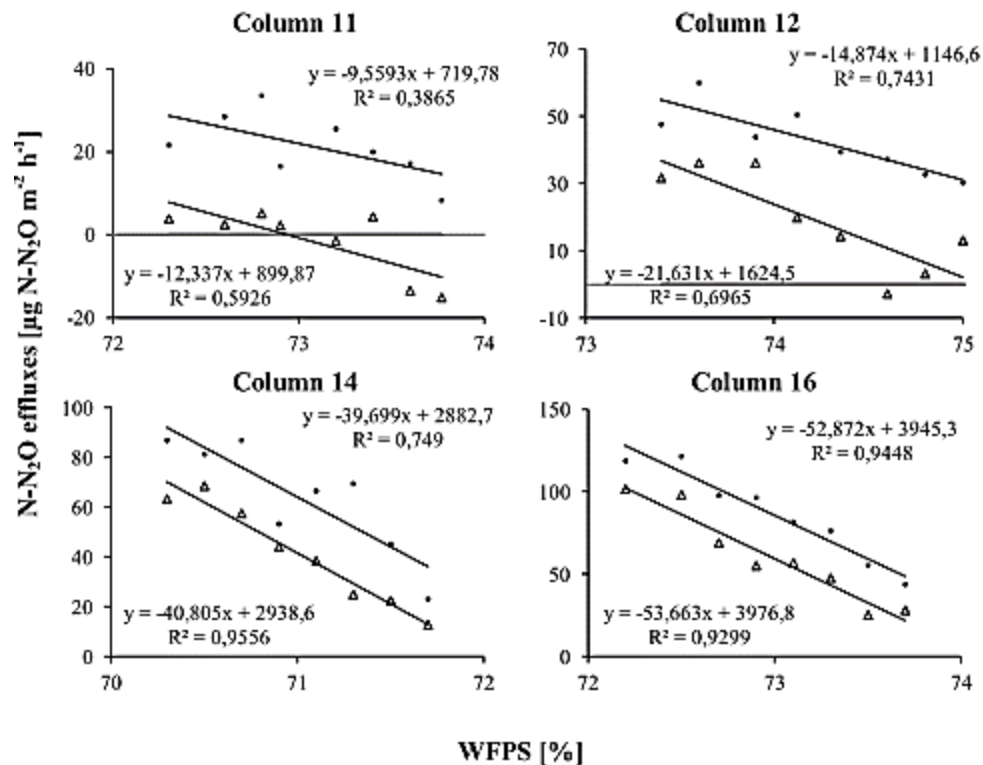 Column 11
Column 12
N-N₂O effluxes [µg N-N₂O m⁻² h⁻¹]
40
20
0
-20
72
73
74
y = -9,5593x + 719,78
R² = 0,3865
y = -12,337x + 899,87
R² = 0,5926
70
50
30
10
-10
73
74
75
y = -14,874x + 1146,6
R² = 0,7431
y = -21,631x + 1624,5
R² = 0,6965
Column 14
Column 16
100
80
60
40
20
0
70
71
72
y = -39,699x + 2882,7
R² = 0,749
y = -40,805x + 2938,6
R² = 0,9556
150
100
50
0
72
73
74
y = -52,872x + 3945,3
R² = 0,9448
y = -53,663x + 3976,8
R² = 0,9299
WFPS [%]